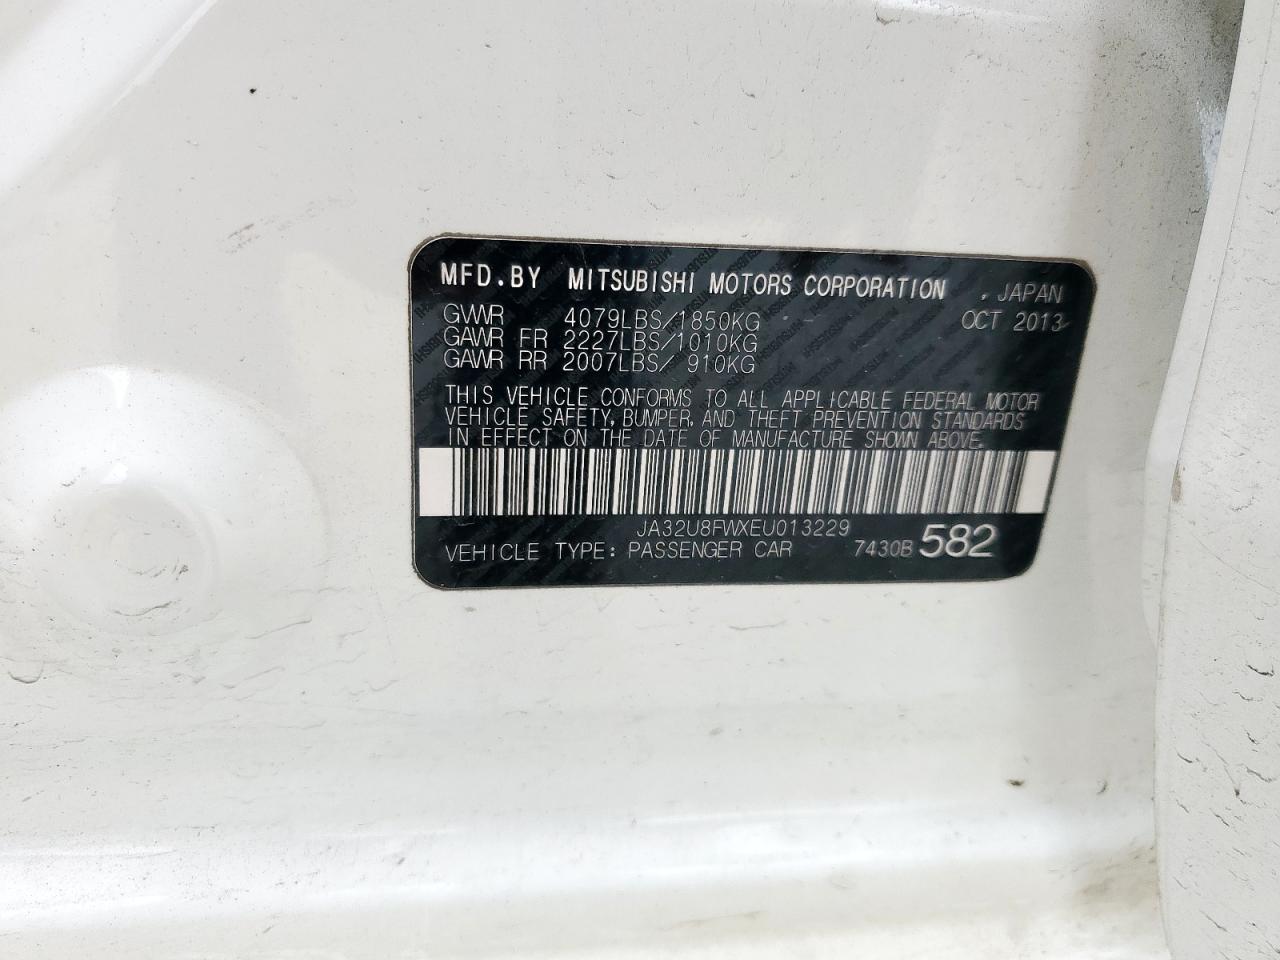 MFD.BY MITSUBISHI MOTORS CORPORATION , JAPAN
GVWR 4079LBS/1850KG OCT 2013
GAWR FR 2227LBS/1010KG
GAWR RR 2007LBS/ 910KG
THIS VEHICLE CONFORMS TO ALL APPLICABLE FEDERAL MOTOR
VEHICLE SAFETY, BUMPER, AND THEFT PREVENTION STANDARDS
IN EFFECT ON THE DATE OF MANUFACTURE SHOWN ABOVE.
JA32U8FWXEU013229
VEHICLE TYPE: PASSENGER CAR 7430B 582